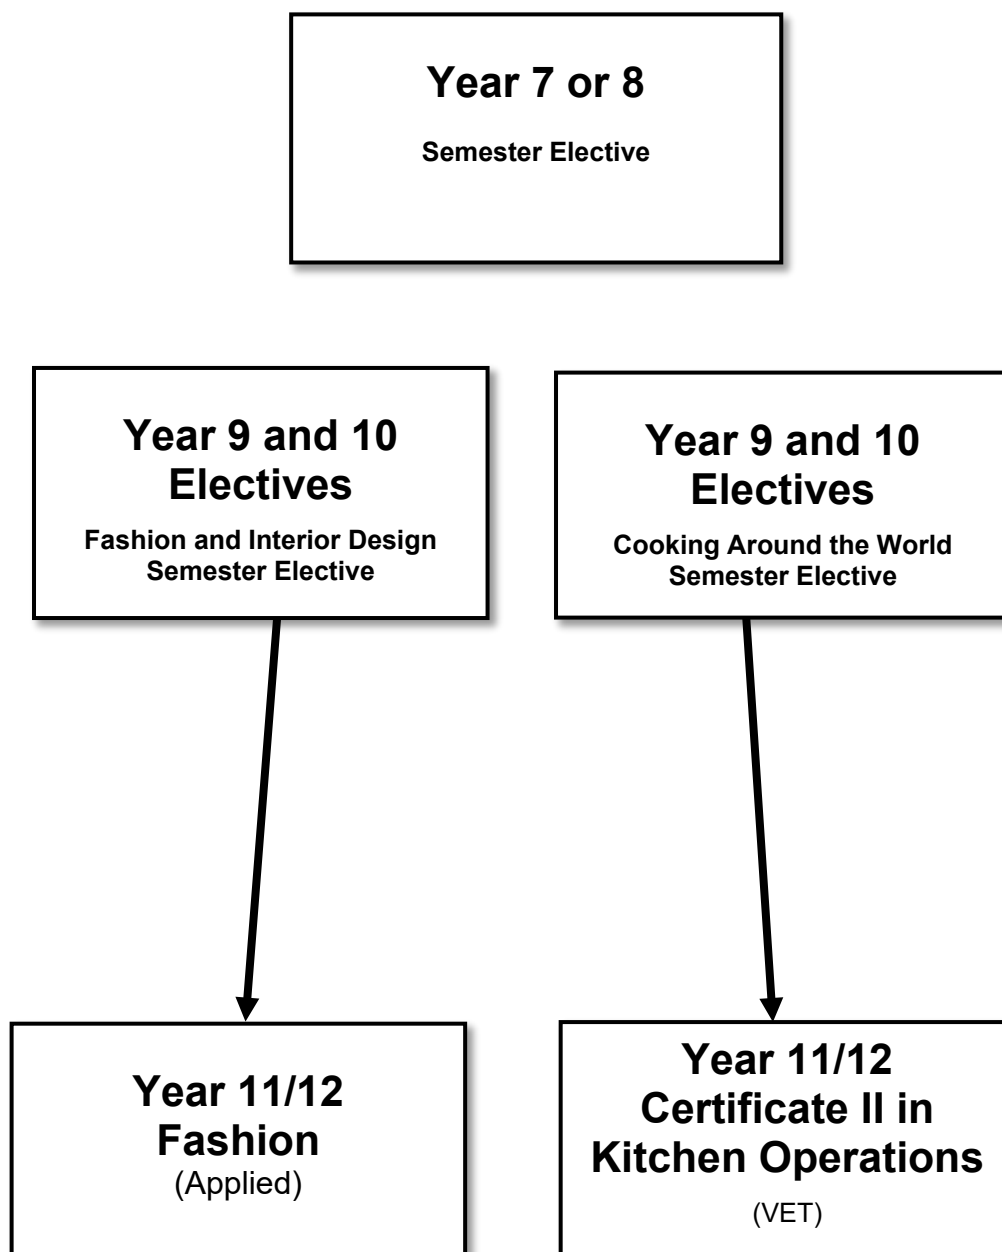 Year 7 or 8
Semester Elective
Year 9 and 10
Electives
Fashion and Interior Design
Semester Elective
Year 9 and 10
Electives
Cooking Around the World
Semester Elective
Year 11/12
Fashion
(Applied)
Year 11/12
Certificate II in
Kitchen Operations
(VET)